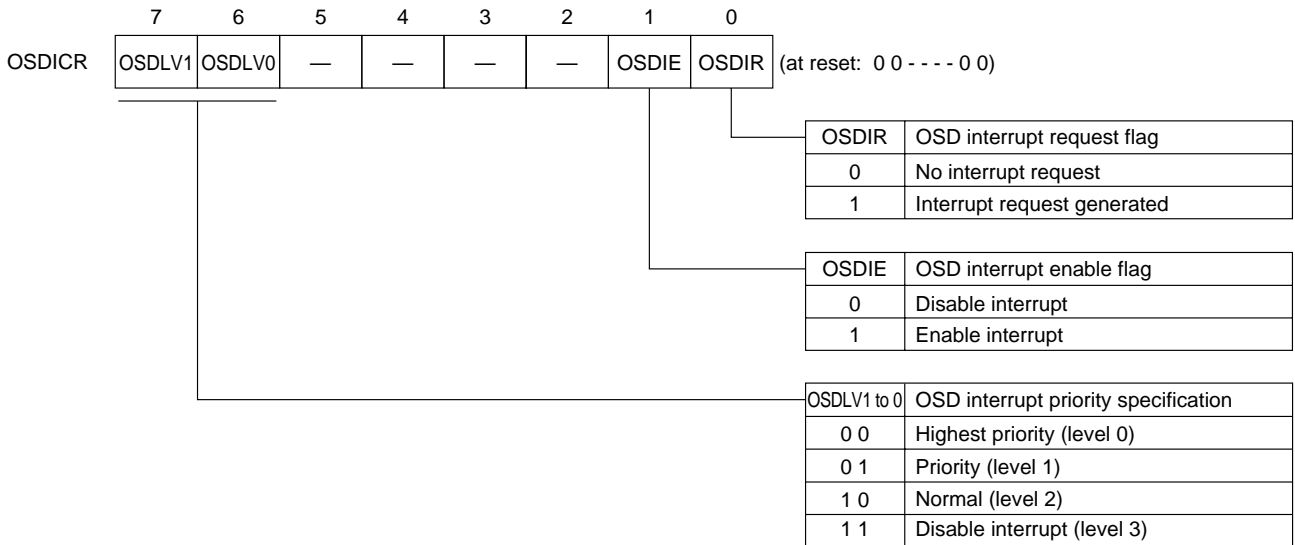 7 6 5 4 3 2 1 0
OSDICR OSDLV1 OSDLV0 — — — — OSDIE OSDIR (at reset: 0 0 - - - - 0 0)
OSDIR OSD interrupt request flag
0 No interrupt request
1 Interrupt request generated
OSDIE OSD interrupt enable flag
0 Disable interrupt
1 Enable interrupt
OSDLV1 to 0 OSD interrupt priority specification
0 0 Highest priority (level 0)
0 1 Priority (level 1)
1 0 Normal (level 2)
1 1 Disable interrupt (level 3)